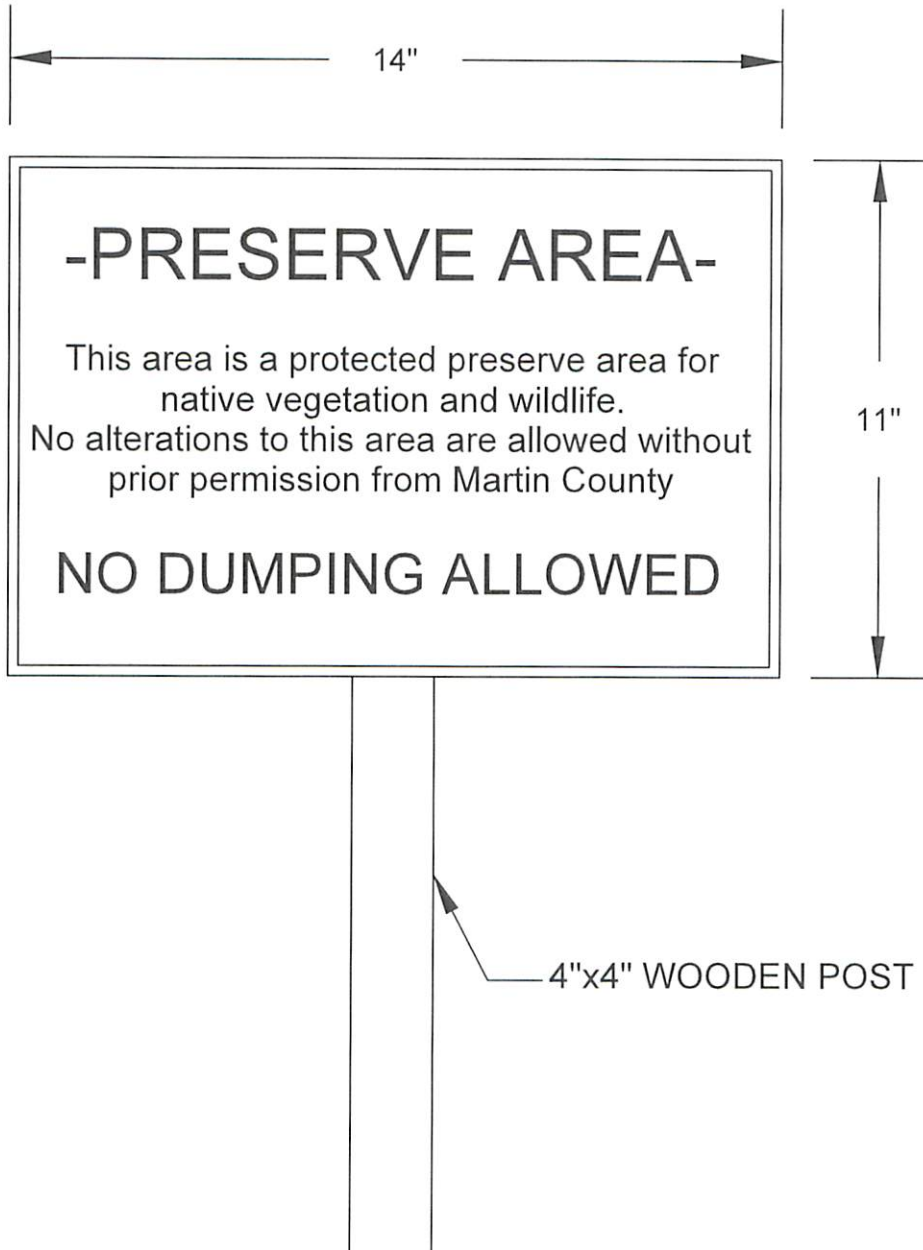 14"
-PRESERVE AREA-
This area is a protected preserve area for
native vegetation and wildlife.
No alterations to this area are allowed without
prior permission from Martin County
NO DUMPING ALLOWED
11"
4"x4" WOODEN POST